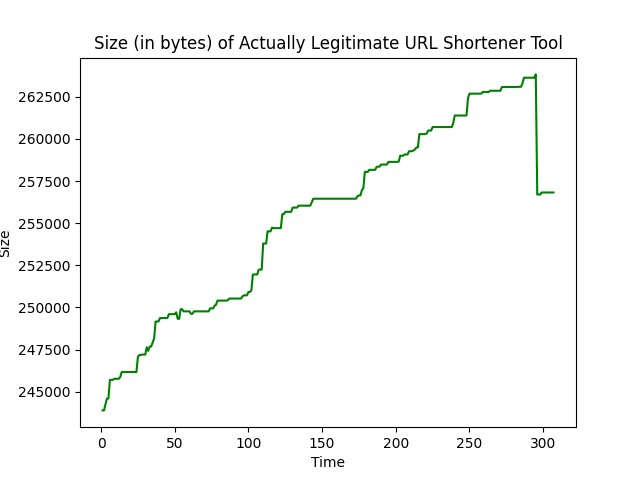 Size (in bytes) of Actually Legitimate URL Shortener Tool
262500
260000
257500
255000
252500
250000
247500
245000
Size
0 50 100 150 200 250 300
Time